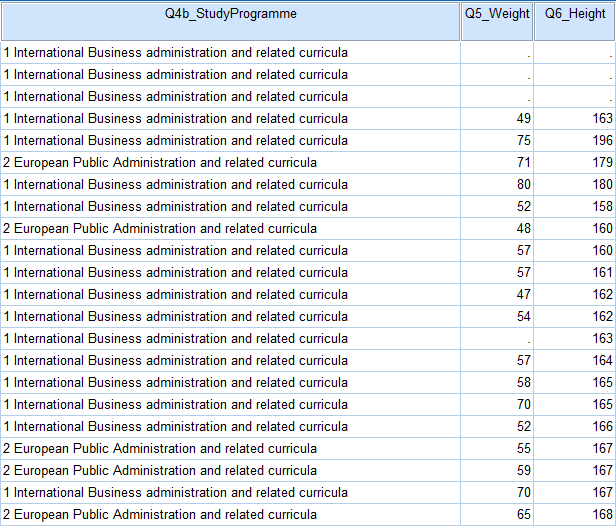 Q4b_StudyProgramme Q5_Weight Q6_Height
1 International Business administration and related curricula . .
1 International Business administration and related curricula . .
1 International Business administration and related curricula . .
1 International Business administration and related curricula 49 163
1 International Business administration and related curricula 75 196
2 European Public Administration and related curricula 71 179
1 International Business administration and related curricula 80 180
1 International Business administration and related curricula 52 158
2 European Public Administration and related curricula 48 160
1 International Business administration and related curricula 57 160
1 International Business administration and related curricula 57 161
1 International Business administration and related curricula 47 162
1 International Business administration and related curricula 54 162
1 International Business administration and related curricula . 163
1 International Business administration and related curricula 57 164
1 International Business administration and related curricula 58 165
1 International Business administration and related curricula 70 165
1 International Business administration and related curricula 52 166
2 European Public Administration and related curricula 55 167
2 European Public Administration and related curricula 59 167
1 International Business administration and related curricula 70 167
2 European Public Administration and related curricula 65 168